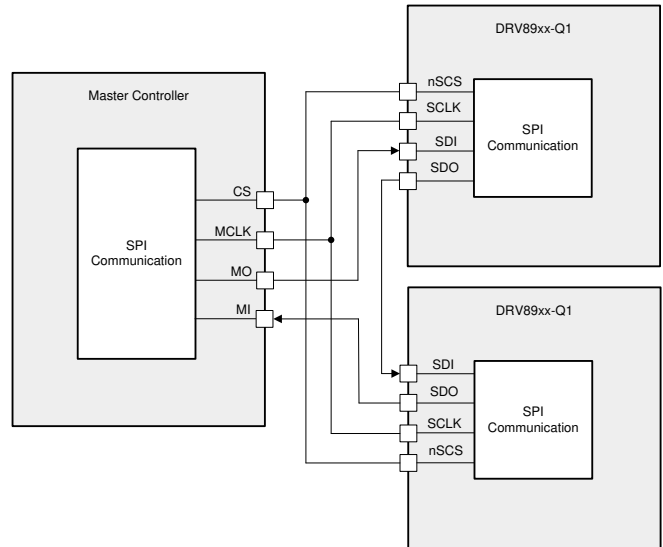 Master Controller
SPI
Communication
CS
MCLK
MO
MI
DRV89xx-Q1
nSCS
SCLK
SDI
SDO
SPI
Communication
DRV89xx-Q1
SDI
SDO
SCLK
nSCS
SPI
Communication